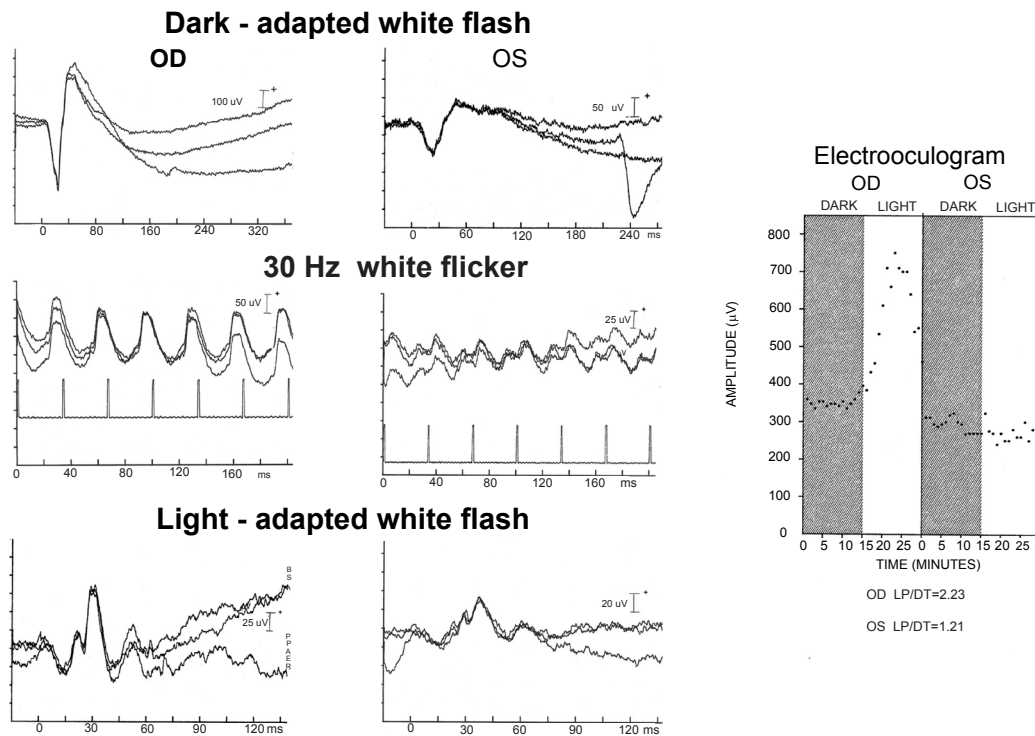 Dark - adapted white flash
OD
OS
100 uV
+
50 uV
+
0 80 160 240 320
0 60 120 180 240 ms
30 Hz white flicker
50 uV
+
25 uV
+
0 40 80 120 160 ms
0 40 80 120 160 ms
Light - adapted white flash
25 uV
+
20 uV
+
0 30 60 90 120 ms
0 30 60 90 120 ms
Electrooculogram
OD OS
DARK LIGHT DARK LIGHT
AMPLITUDE (µV)
800
700
600
500
400
300
200
100
0
0 5 10 15 20 25 0 5 10 15 20 25
TIME (MINUTES)
OD LP/DT=2.23
OS LP/DT=1.21